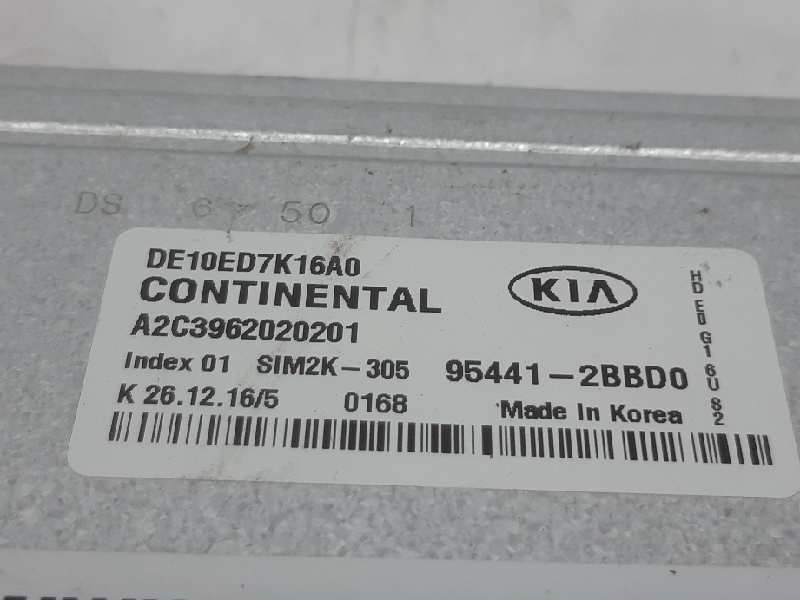 DS 6 50 1
DE10ED7K16A0
CONTINENTAL
KIA
A2C3962020201
Index 01 SIM2K-305 95441-2BBD0
K 26.12.16/5 0168 Made in Korea